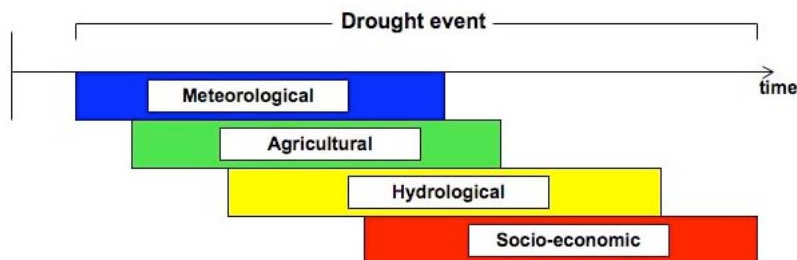 Drought event
time
Meteorological
Agricultural
Hydrological
Socio-economic